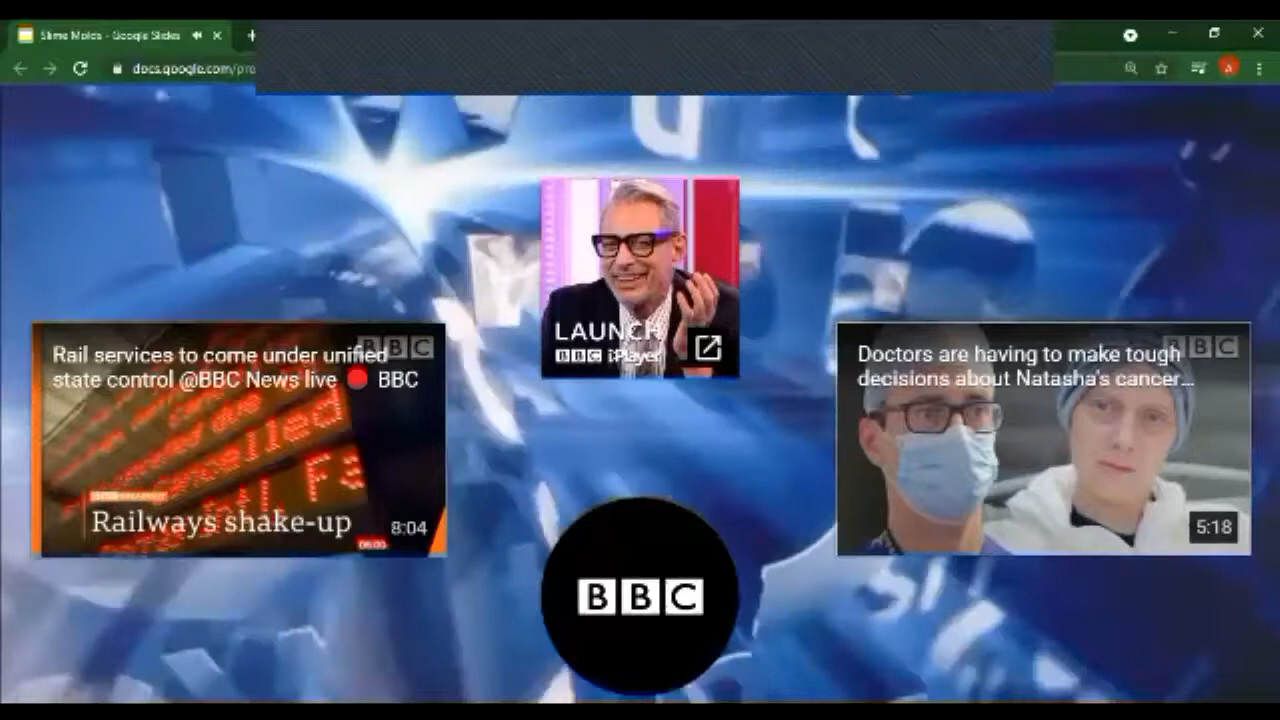 Slime Molds - Google Slides
docs.google.com/pre
LAUNCH
BBC iPlayer
Rail services to come under unified
state control @BBC News live 🔴 BBC
BBC
Railways shake-up
8:04
06:00
Doctors are having to make tough
decisions about Natasha's cancer...
BBC
5:18
BBC